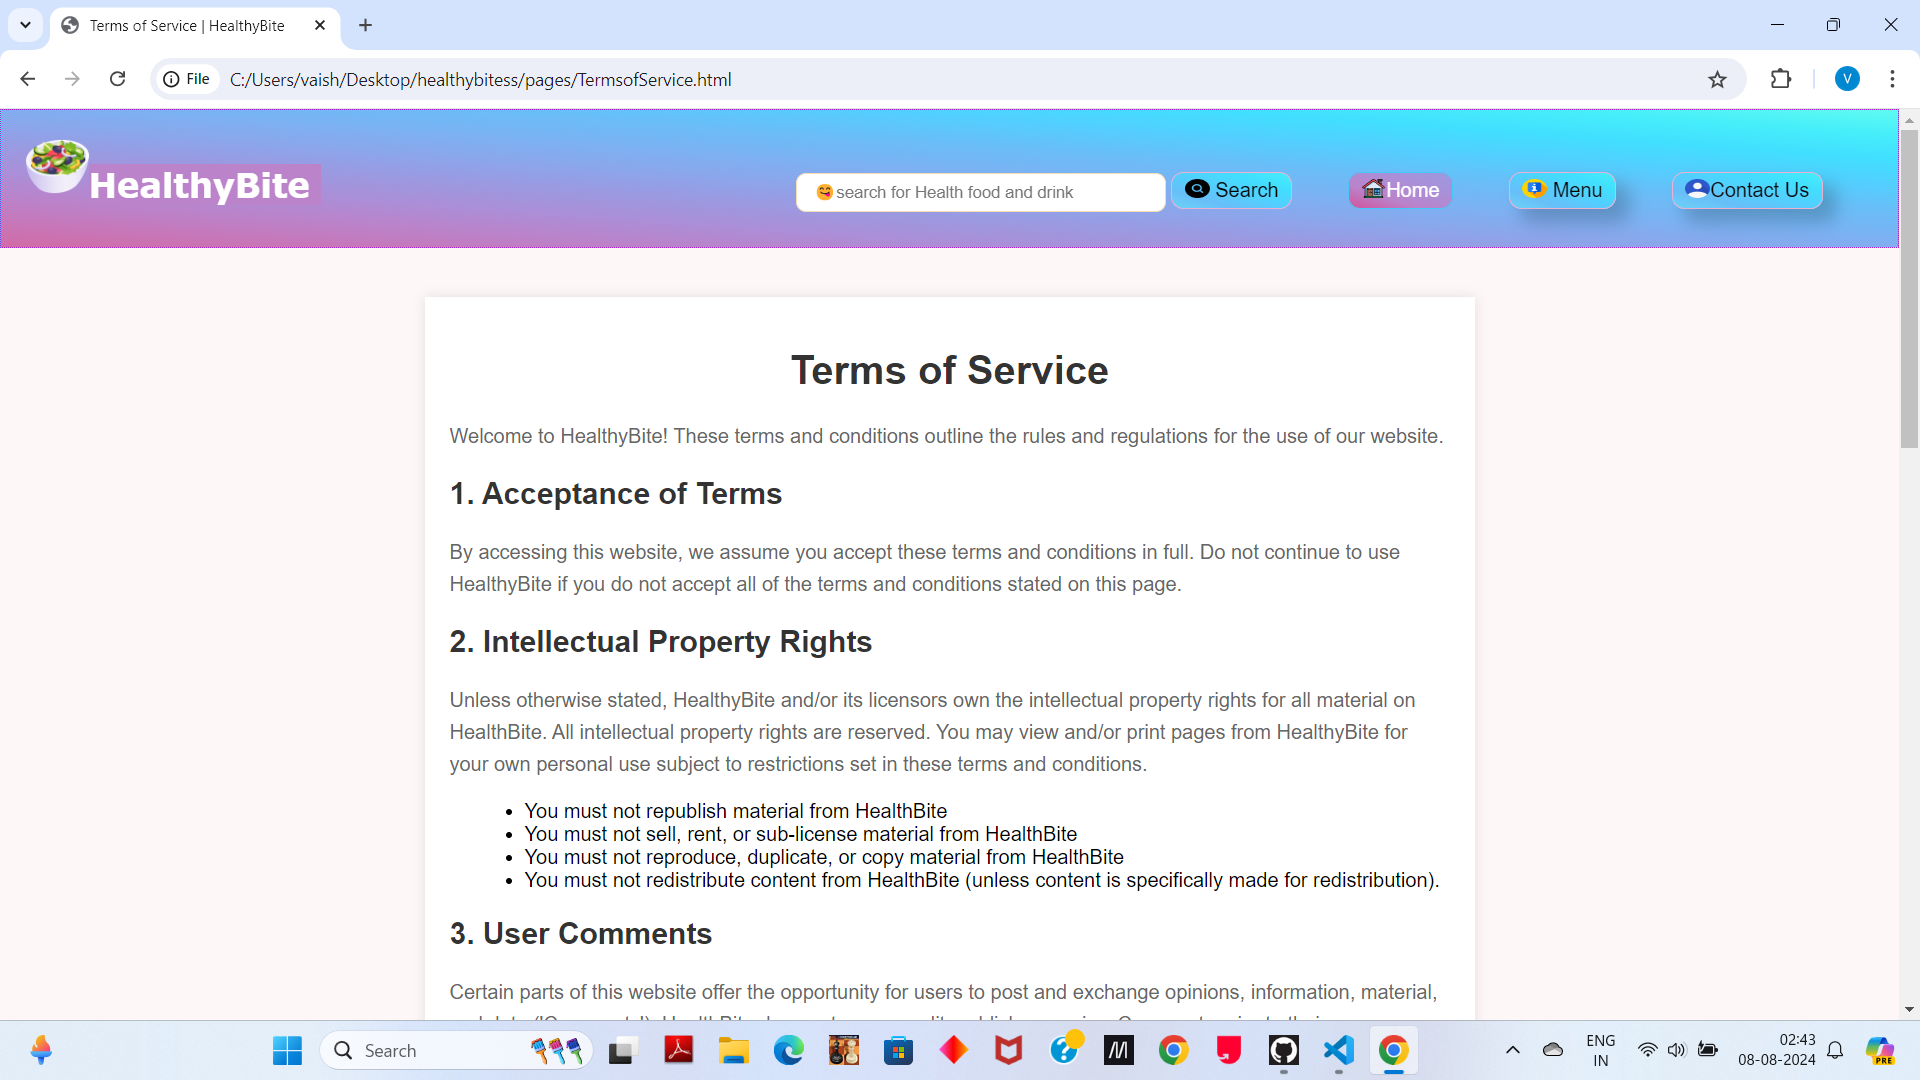 Terms of Service | HealthyBite
File
C:/Users/vaish/Desktop/healthybitess/pages/TermsofService.html
V
HealthyBite
search for Health food and drink
Search
Home
Menu
Contact Us
Terms of Service
Welcome to HealthyBite! These terms and conditions outline the rules and regulations for the use of our website.
1. Acceptance of Terms
By accessing this website, we assume you accept these terms and conditions in full. Do not continue to use
HealthyBite if you do not accept all of the terms and conditions stated on this page.
2. Intellectual Property Rights
Unless otherwise stated, HealthyBite and/or its licensors own the intellectual property rights for all material on
HealthBite. All intellectual property rights are reserved. You may view and/or print pages from HealthyBite for
your own personal use subject to restrictions set in these terms and conditions.
• You must not republish material from HealthBite
• You must not sell, rent, or sub-license material from HealthBite
• You must not reproduce, duplicate, or copy material from HealthBite
• You must not redistribute content from HealthBite (unless content is specifically made for redistribution).
3. User Comments
Certain parts of this website offer the opportunity for users to post and exchange opinions, information, material,
Search
ENG
IN
02:43
08-08-2024
PRE